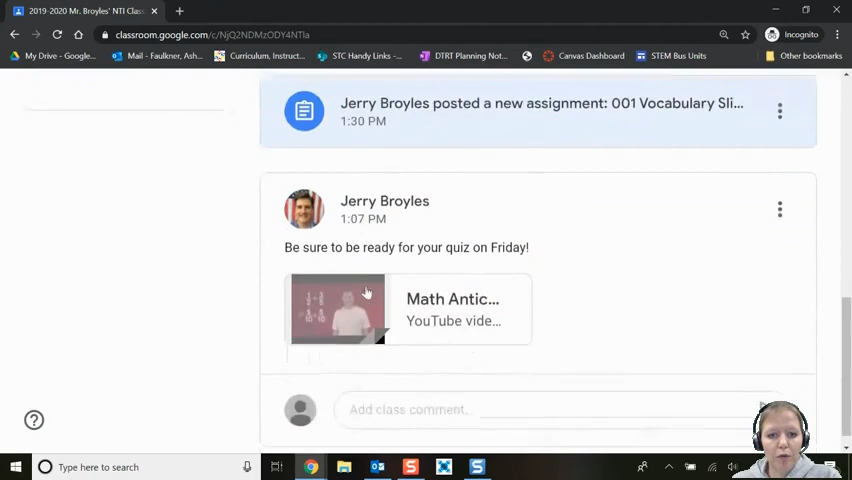 2019-2020 Mr. Broyles' NTI Class
classroom.google.com/c/NjQ2NDMzODY4NTla
Incognito
My Drive - Faulkner,...
Mail - Faulkner, Ash...
Curriculum, Instruct...
STC Handy Links -...
DTRT Planning Not...
Canvas Dashboard
STEM Bus Units
Other bookmarks
Jerry Broyles posted a new assignment: 001 Vocabulary Sli...
1:30 PM
Jerry Broyles
1:07 PM
Be sure to be ready for your quiz on Friday!
Math Antic...
YouTube vide...
Add class comment...
Type here to search